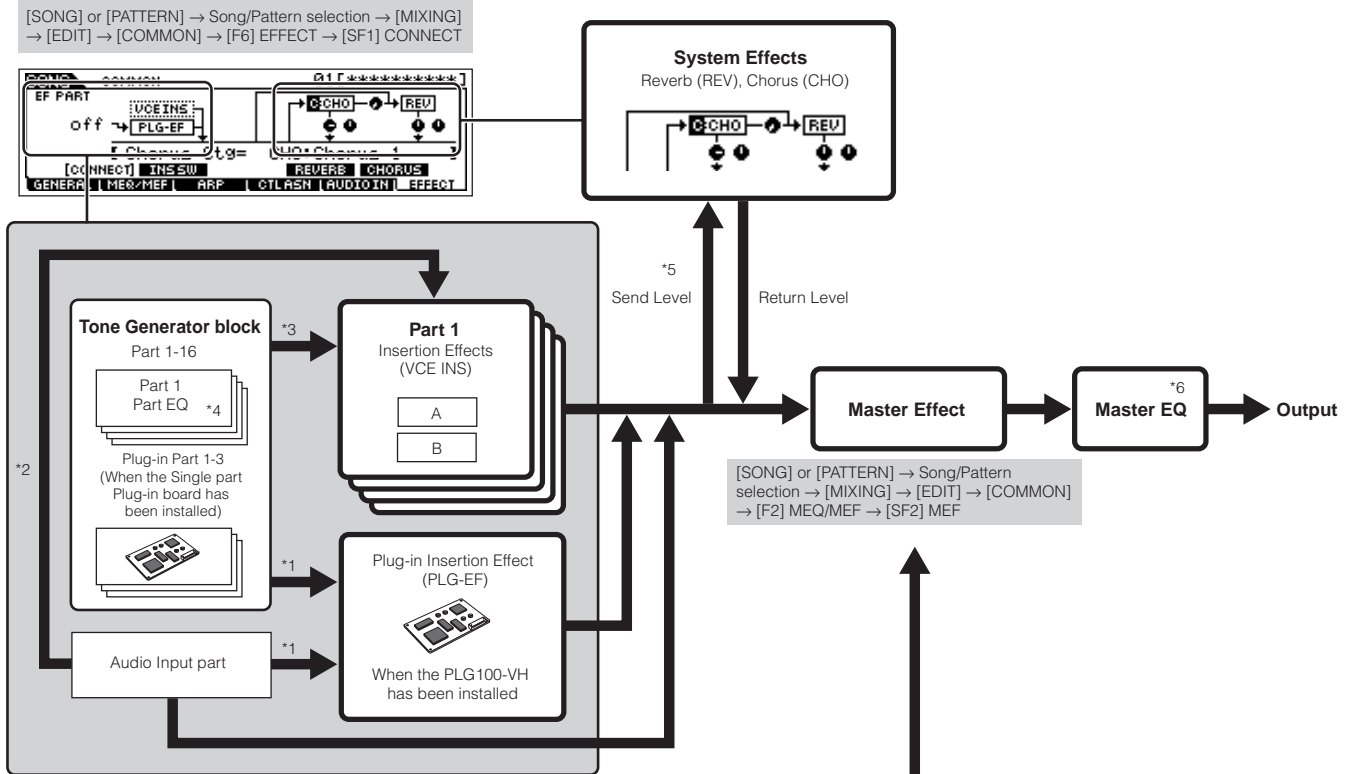 [SONG] or [PATTERN] → Song/Pattern selection → [MIXING]
→ [EDIT] → [COMMON] → [F6] EFFECT → [SF1] CONNECT
System Effects
Reverb (REV), Chorus (CHO)
C:CHO
REV
COMMON
01[**********]
EF PART
VCE INS
off
PLG-EF
C:CHO
REV
[CONNECT] INS SW REVERB CHORUS
GENERAL MEQ/MEF ARP CTL ASN AUDIO IN EFFECT
*5
Send Level
Return Level
Tone Generator block
Part 1-16
Part 1
Part EQ
*4
Plug-in Part 1-3
(When the Single part
Plug-in board has
been installed)
*3
Part 1
Insertion Effects
(VCE INS)
A
B
*2
*1
Plug-in Insertion Effect
(PLG-EF)
When the PLG100-VH
has been installed
Audio Input part
*1
Master Effect
*6
Master EQ
Output
[SONG] or [PATTERN] → Song/Pattern
selection → [MIXING] → [EDIT] → [COMMON]
→ [F2] MEQ/MEF → [SF2] MEF